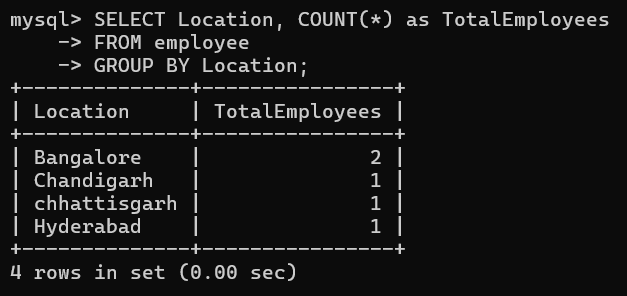 mysql> SELECT Location, COUNT(*) as TotalEmployees
    -> FROM employee
    -> GROUP BY Location;
+--------------+----------------+
| Location     | TotalEmployees |
+--------------+----------------+
| Bangalore    |              2 |
| Chandigarh   |              1 |
| chhattisgarh |              1 |
| Hyderabad    |              1 |
+--------------+----------------+
4 rows in set (0.00 sec)